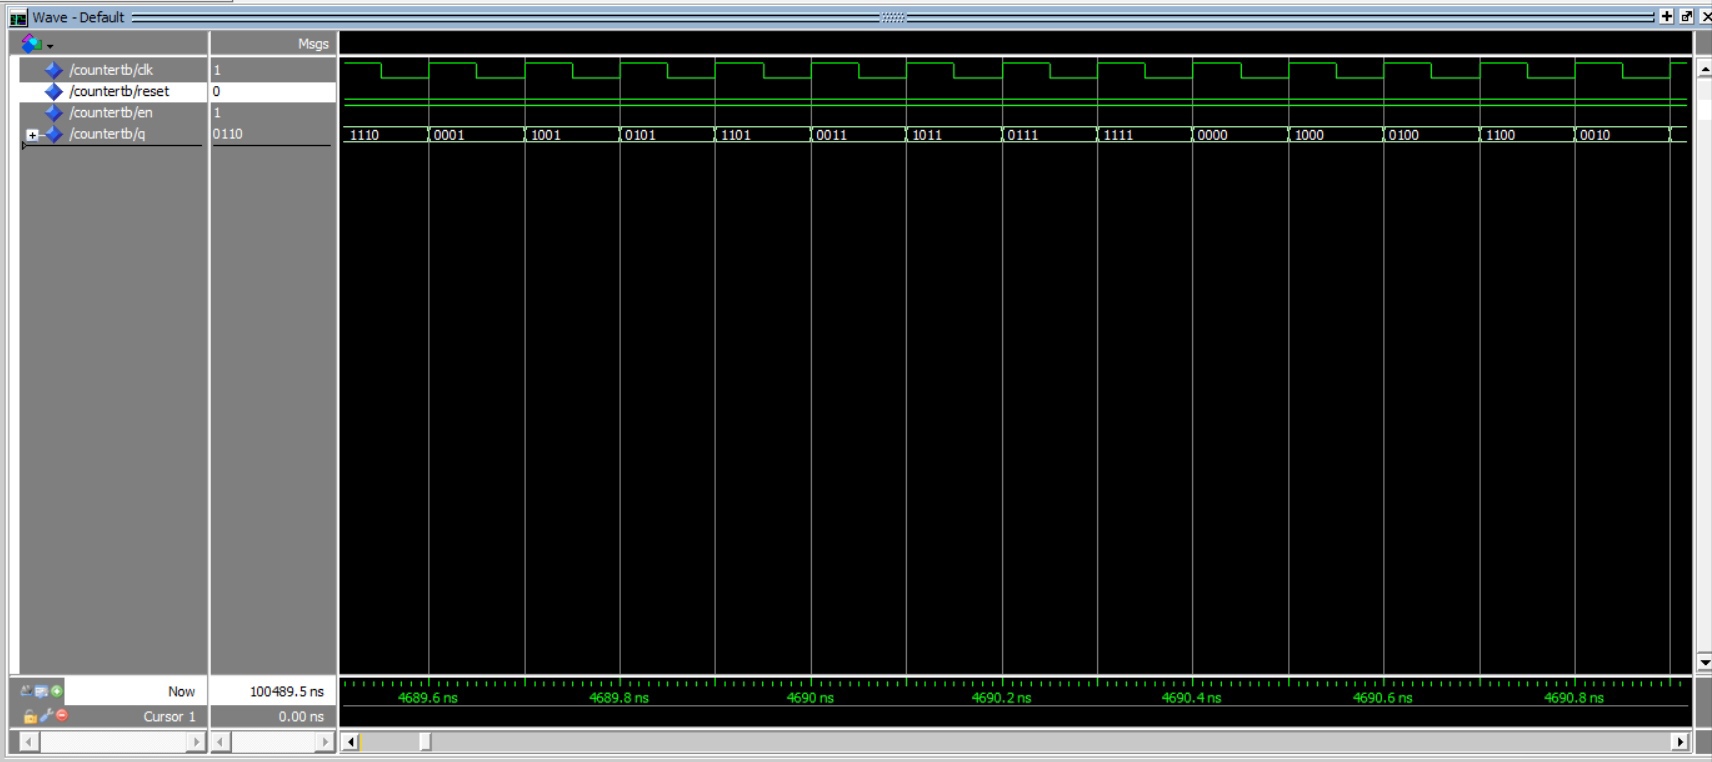 Wave - Default
Msgs
/countertb/clk 1
/countertb/reset 0
/countertb/en 1
/countertb/q 0110 1110 0001 1001 0101 1101 0011 1011 0111 1111 0000 1000 0100 1100 0010
Now 100489.5 ns 4689.6 ns 4689.8 ns 4690 ns 4690.2 ns 4690.4 ns 4690.6 ns 4690.8 ns
Cursor 1 0.00 ns